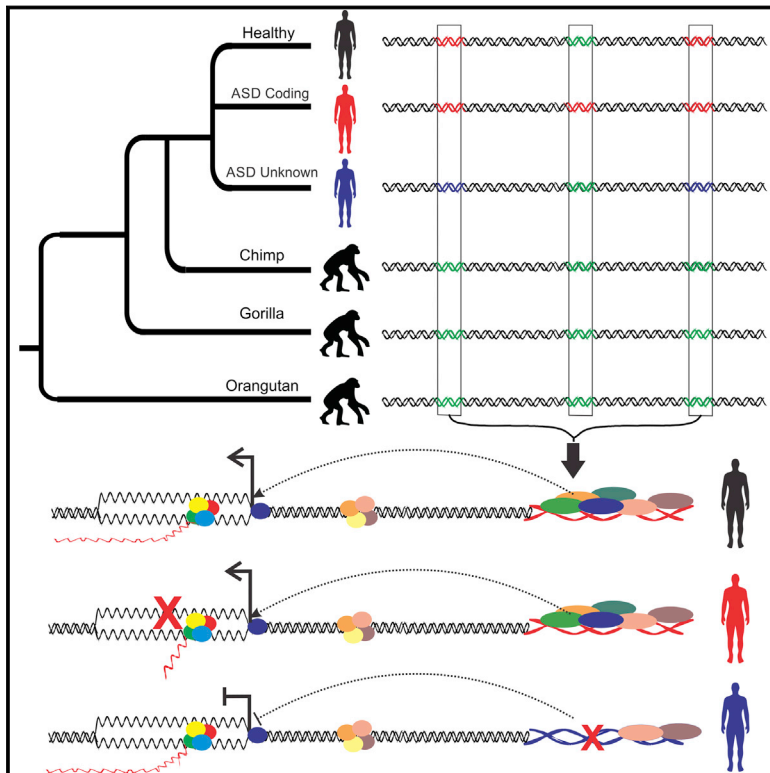 Healthy
ASD Coding
ASD Unknown
Chimp
Gorilla
Orangutan
X
X